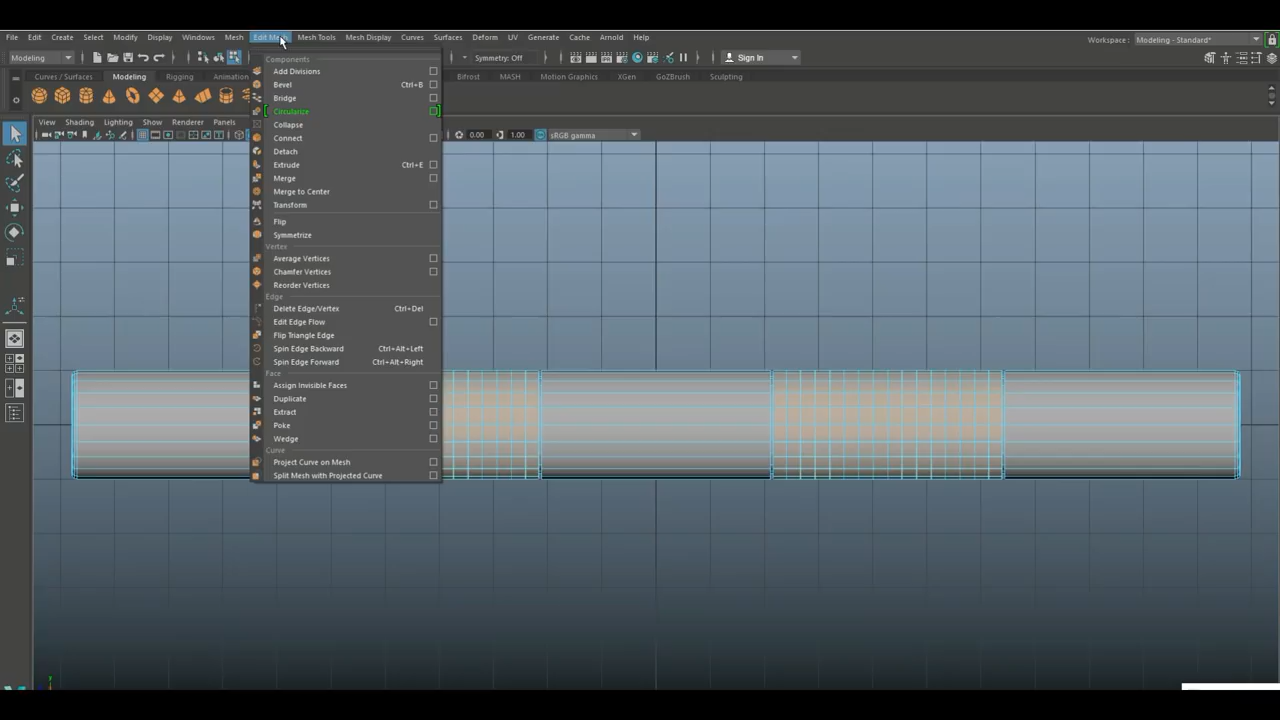 File Edit Create Select Modify Display Windows Mesh Edit Mesh Mesh Tools Mesh Display Curves Surfaces Deform UV Generate Cache Arnold Help
Workspace: Modeling - Standard*
Modeling Symmetry: Off Sign In
Curves / Surfaces Modeling Rigging Animation Bifrost MASH Motion Graphics XGen GoZBrush Sculpting
View Shading Lighting Show Renderer Panels
0.00 1.00 sRGB gamma
Components
Add Divisions
Bevel Ctrl+B
Bridge
Circularize
Collapse
Connect
Detach
Extrude Ctrl+E
Merge
Merge to Center
Transform
Flip
Symmetrize
Vertex
Average Vertices
Chamfer Vertices
Reorder Vertices
Edge
Delete Edge/Vertex Ctrl+Del
Edit Edge Flow
Flip Triangle Edge
Spin Edge Backward Ctrl+Alt+Left
Spin Edge Forward Ctrl+Alt+Right
Face
Assign Invisible Faces
Duplicate
Extract
Poke
Wedge
Curve
Project Curve on Mesh
Split Mesh with Projected Curve
y